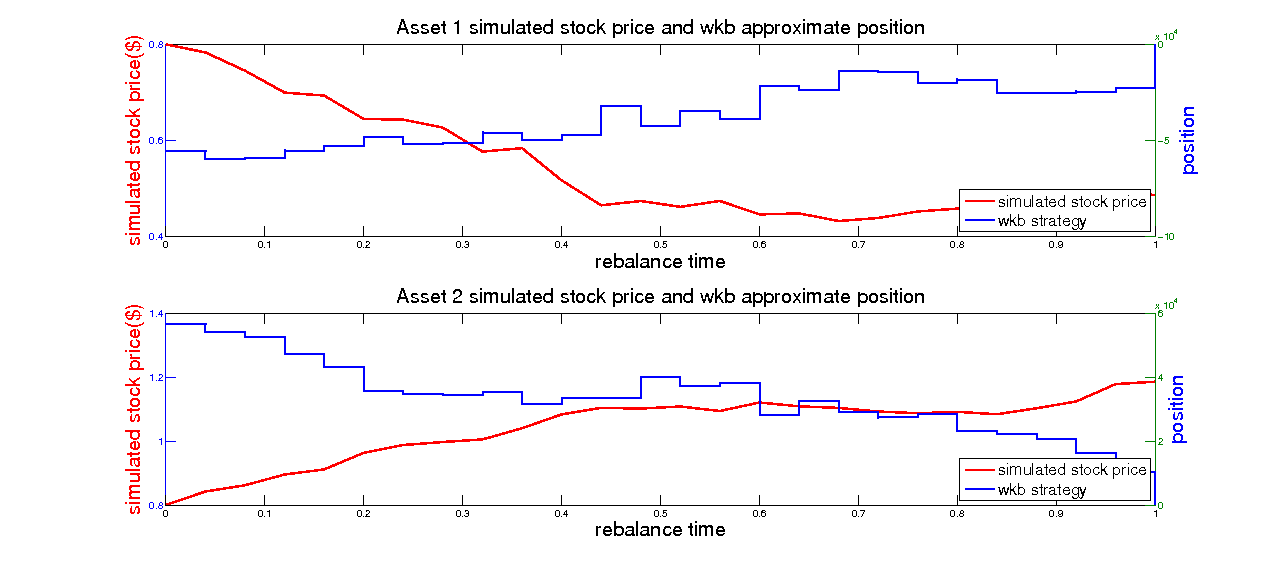 Asset 1 simulated stock price and wkb approximate position
x 10^4
simulated stock price($)
0.8
0.6
0.4
0
-5
-10
position
simulated stock price
wkb strategy
0 0.1 0.2 0.3 0.4 0.5 0.6 0.7 0.8 0.9 1
rebalance time
Asset 2 simulated stock price and wkb approximate position
x 10^4
simulated stock price($)
1.4
1.2
1
0.8
6
4
2
0
position
simulated stock price
wkb strategy
0 0.1 0.2 0.3 0.4 0.5 0.6 0.7 0.8 0.9 1
rebalance time